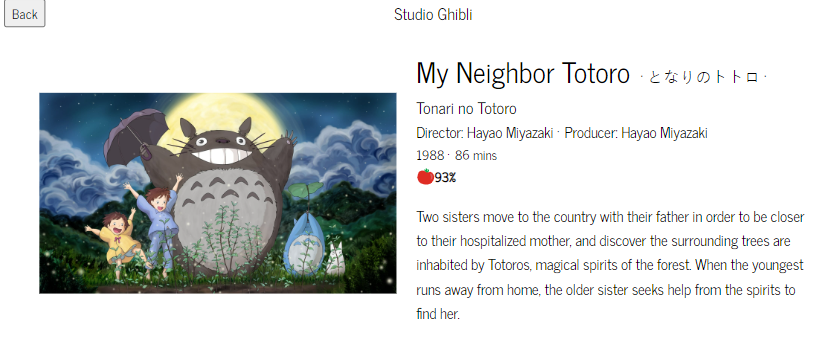 Back
Studio Ghibli
My Neighbor Totoro · となりのトトロ ·
Tonari no Totoro
Director: Hayao Miyazaki · Producer: Hayao Miyazaki
1988 · 86 mins
93%
Two sisters move to the country with their father in order to be closer
to their hospitalized mother, and discover the surrounding trees are
inhabited by Totoros, magical spirits of the forest. When the youngest
runs away from home, the older sister seeks help from the spirits to
find her.